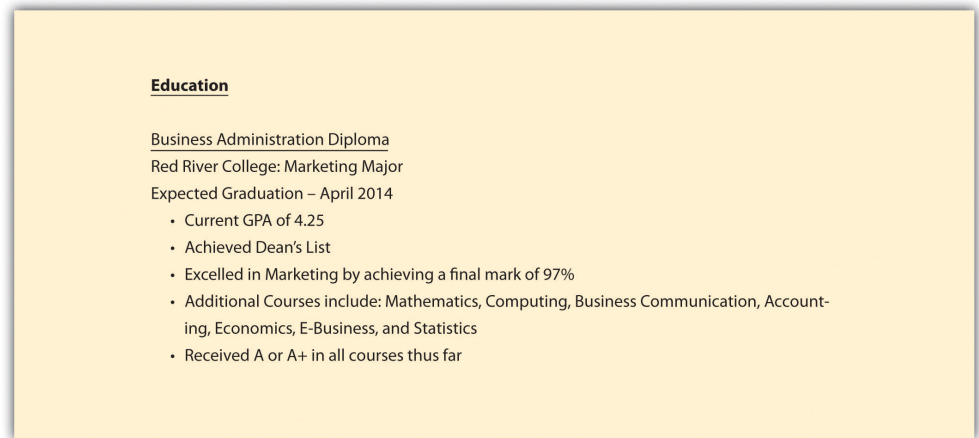 Education
Business Administration Diploma
Red River College: Marketing Major
Expected Graduation – April 2014
• Current GPA of 4.25
• Achieved Dean’s List
• Excelled in Marketing by achieving a final mark of 97%
• Additional Courses include: Mathematics, Computing, Business Communication, Account-
ing, Economics, E-Business, and Statistics
• Received A or A+ in all courses thus far